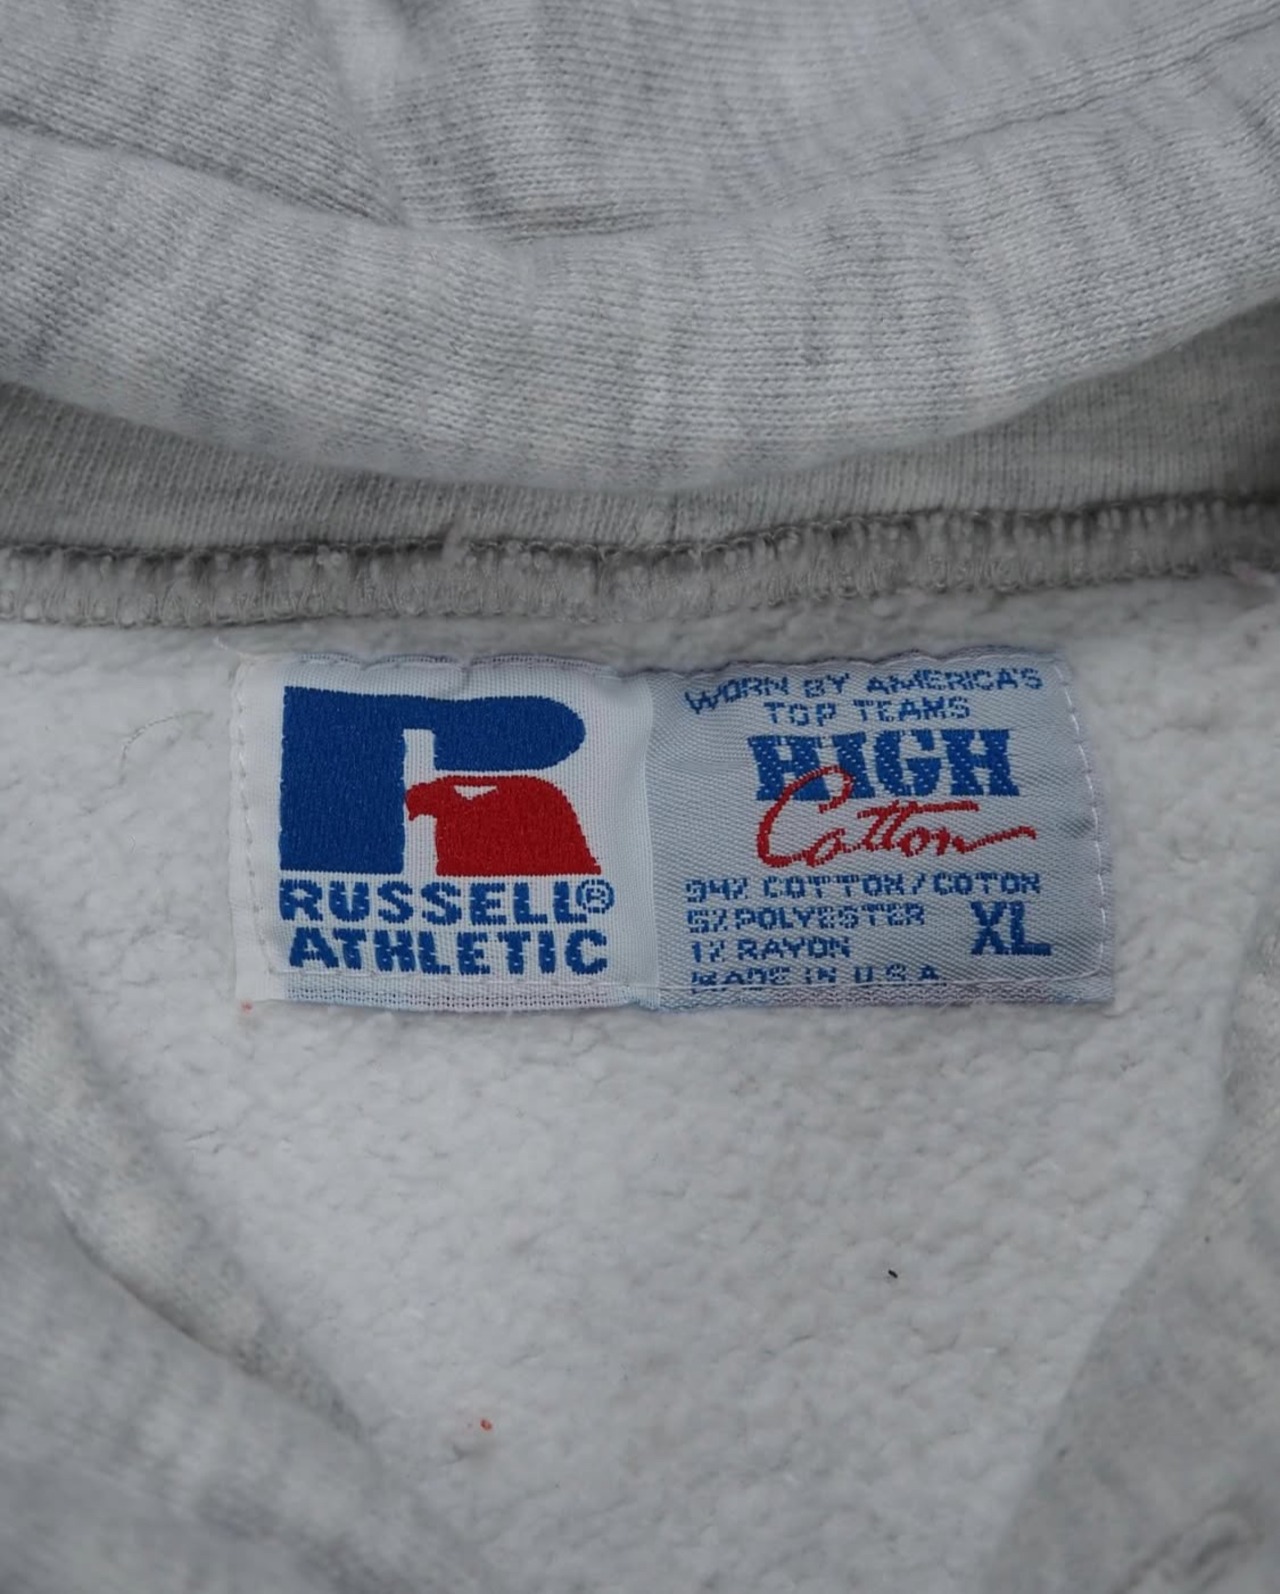 RUSSELL®
ATHLETIC
WORN BY AMERICA'S
TOP TEAMS
HIGH
Cotton
94% COTTON/COTON
5% POLYESTER
1% RAYON
XL
MADE IN U.S.A.